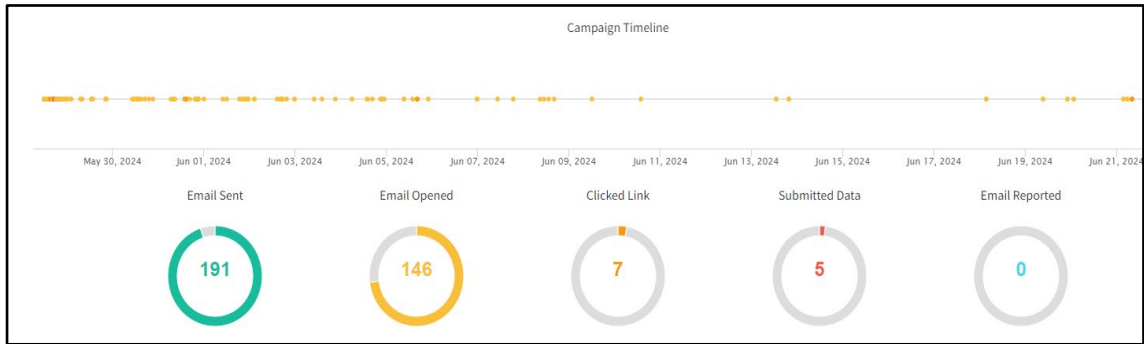 Campaign Timeline
May 30, 2024 Jun 01, 2024 Jun 03, 2024 Jun 05, 2024 Jun 07, 2024 Jun 09, 2024 Jun 11, 2024 Jun 13, 2024 Jun 15, 2024 Jun 17, 2024 Jun 19, 2024 Jun 21, 2024
Email Sent Email Opened Clicked Link Submitted Data Email Reported
191 146 7 5 0